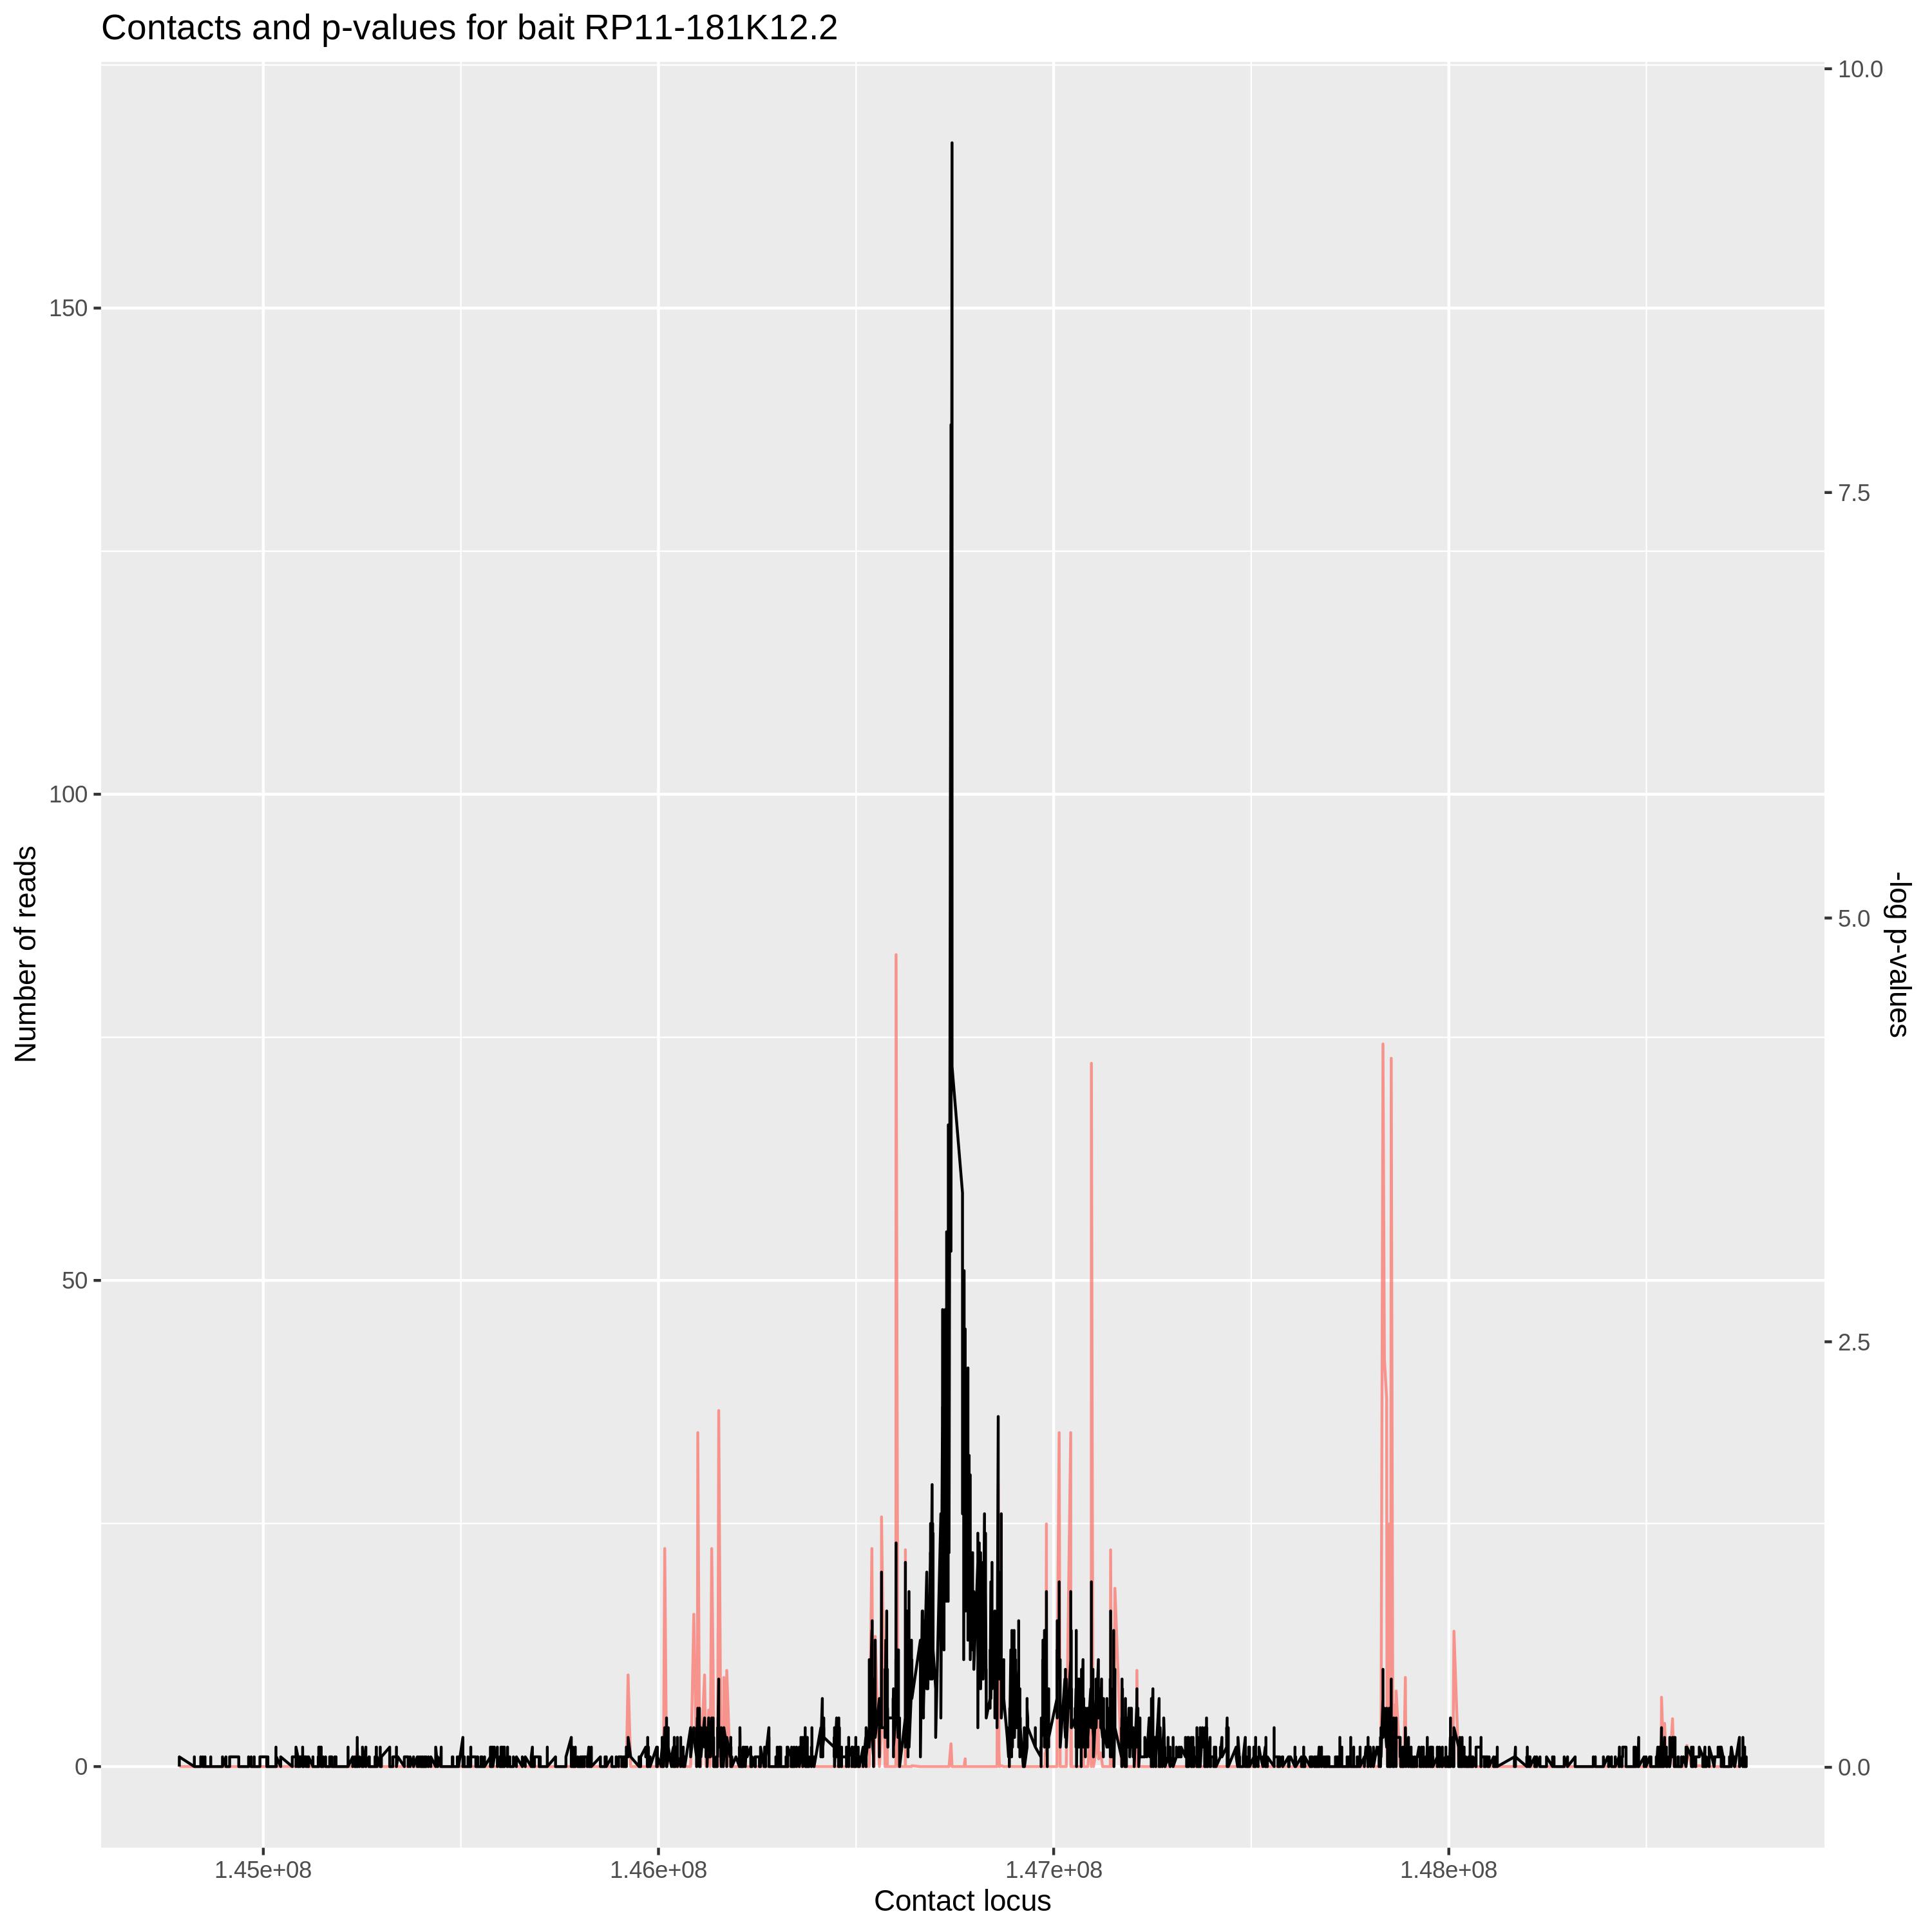 Contacts and p-values for bait RP11-181K12.2
10.0
150
7.5
100
5.0
Number of reads
-log p-values
50
2.5
0
0.0
1.45e+08
1.46e+08
1.47e+08
1.48e+08
Contact locus